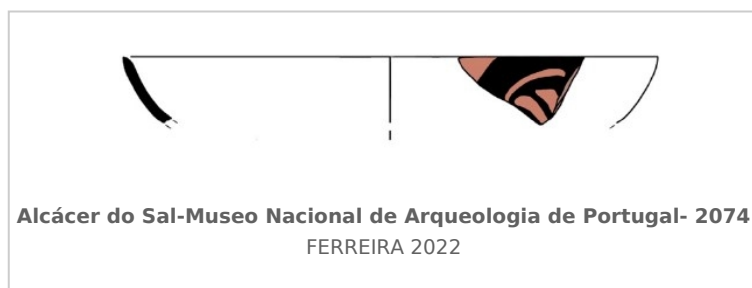 Alcácer do Sal-Museo Nacional de Arqueologia de Portugal- 2074
FERREIRA 2022